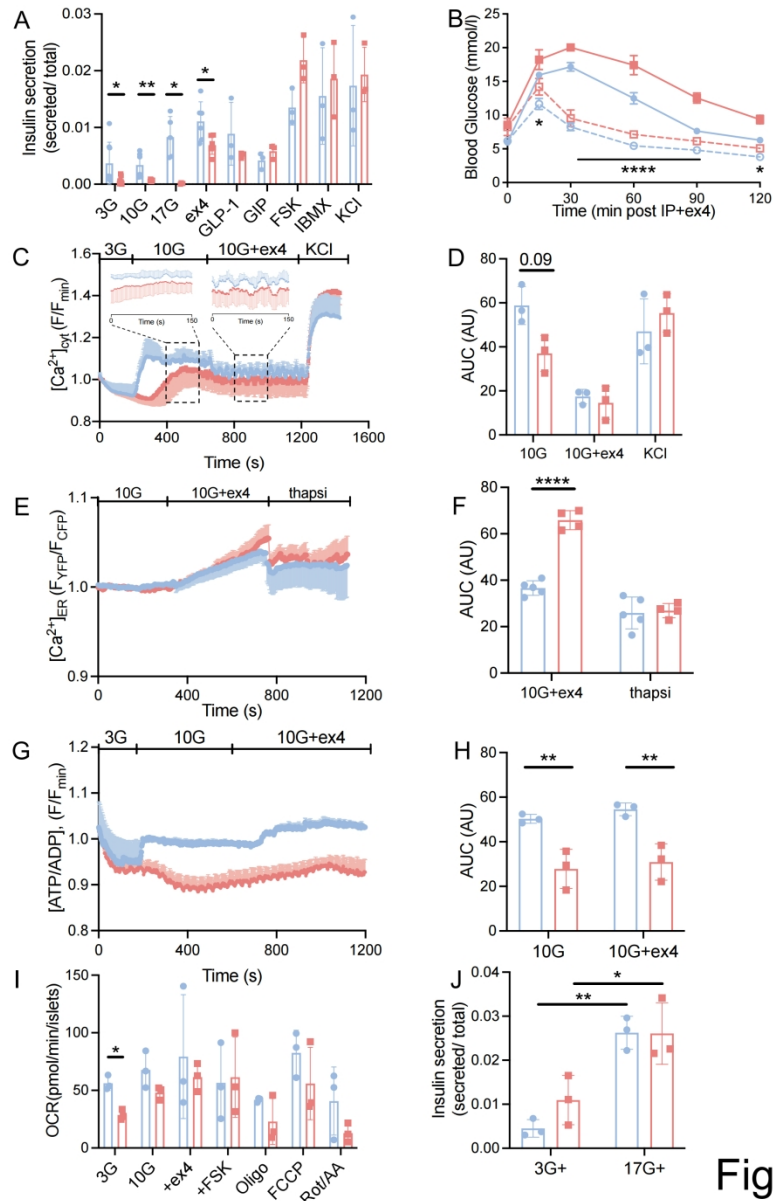 A
Insulin secretion
(secreted/ total)
0.03
0.02
0.01
0.00
*
**
*
*
3G
10G
17G
ex4
GLP-1
GIP
FSK
IBMX
KCl
B
Blood Glucose (mmol/l)
25
20
15
10
5
0
*
****
*
0
30
60
90
120
Time (min post IP+ex4)
C
3G
10G
10G+ex4
KCl
[Ca2+]cyt (F/Fmin)
1.6
1.4
1.2
1.0
0.8
0
Time (s)
150
0
Time (s)
150
0
400
800
1200
1600
Time (s)
D
AUC (AU)
80
60
40
20
0
0.09
10G
10G+ex4
KCl
E
10G
10G+ex4
thapsi
[Ca2+]ER (FYFP/FCFP)
1.1
1.0
0.9
0
400
800
1200
Time (s)
F
AUC (AU)
80
60
40
20
0
****
10G+ex4
thapsi
G
3G
10G
10G+ex4
[ATP/ADP], (F/Fmin)
1.2
1.1
1.0
0.9
0.8
0
400
800
1200
Time (s)
H
AUC (AU)
80
60
40
20
0
**
**
10G
10G+ex4
I
OCR(pmol/min/islets)
150
100
50
0
*
3G
10G
+ex4
+FSK
Oligo
FCCP
Rot/AA
J
Insulin secretion
(secreted/ total)
0.04
0.03
0.02
0.01
0.00
**
*
3G+
17G+
Fig